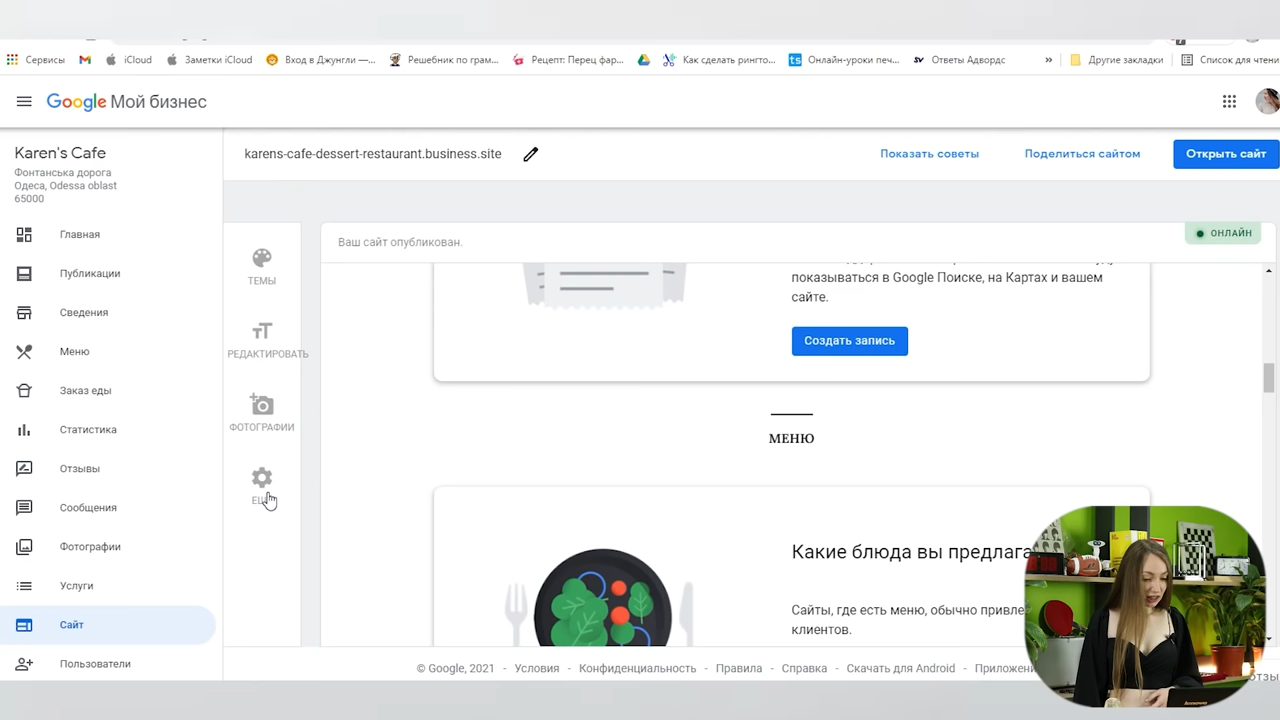 Сервисы
iCloud
Заметки iCloud
Вход в Джунгли —...
Решебник по грам...
Рецепт: Перец фар...
Как сделать рингто...
ts Онлайн-уроки печ...
sv Ответы Адвордс
»
Другие закладки
Список для чтени
Google Мой бизнес
Karen's Cafe
Фонтанська дорога
Одеса, Odessa oblast
65000
karens-cafe-dessert-restaurant.business.site
Показать советы
Поделиться сайтом
Открыть сайт
Главная
Публикации
Сведения
Меню
Заказ еды
Статистика
Отзывы
Сообщения
Фотографии
Услуги
Сайт
Пользователи
ТЕМЫ
РЕДАКТИРОВАТЬ
ФОТОГРАФИИ
Ваш сайт опубликован.
ОНЛАЙН
показываться в Google Поиске, на Картах и вашем
сайте.
Создать запись
МЕНЮ
Какие блюда вы предлага
Сайты, где есть меню, обычно привле
клиентов.
© Google, 2021 - Условия - Конфиденциальность - Правила - Справка - Скачать для Android - Приложени